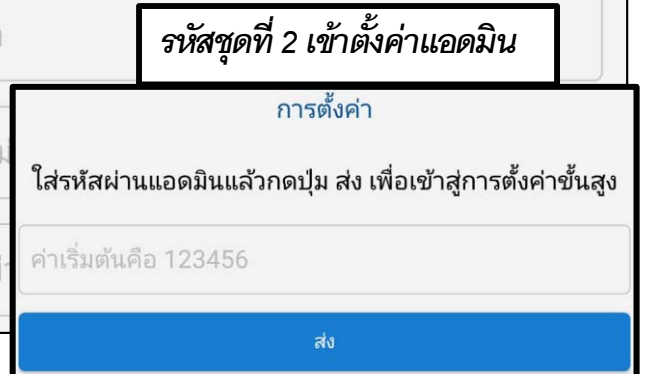 รหัสชุดที่ 2 เข้าตั้งค่าแอดมิน
การตั้งค่า
ใส่รหัสผ่านแอดมินแล้วกดปุ่ม ส่ง เพื่อเข้าสู่การตั้งค่าขั้นสูง
ค่าเริ่มต้นคือ 123456
ส่ง